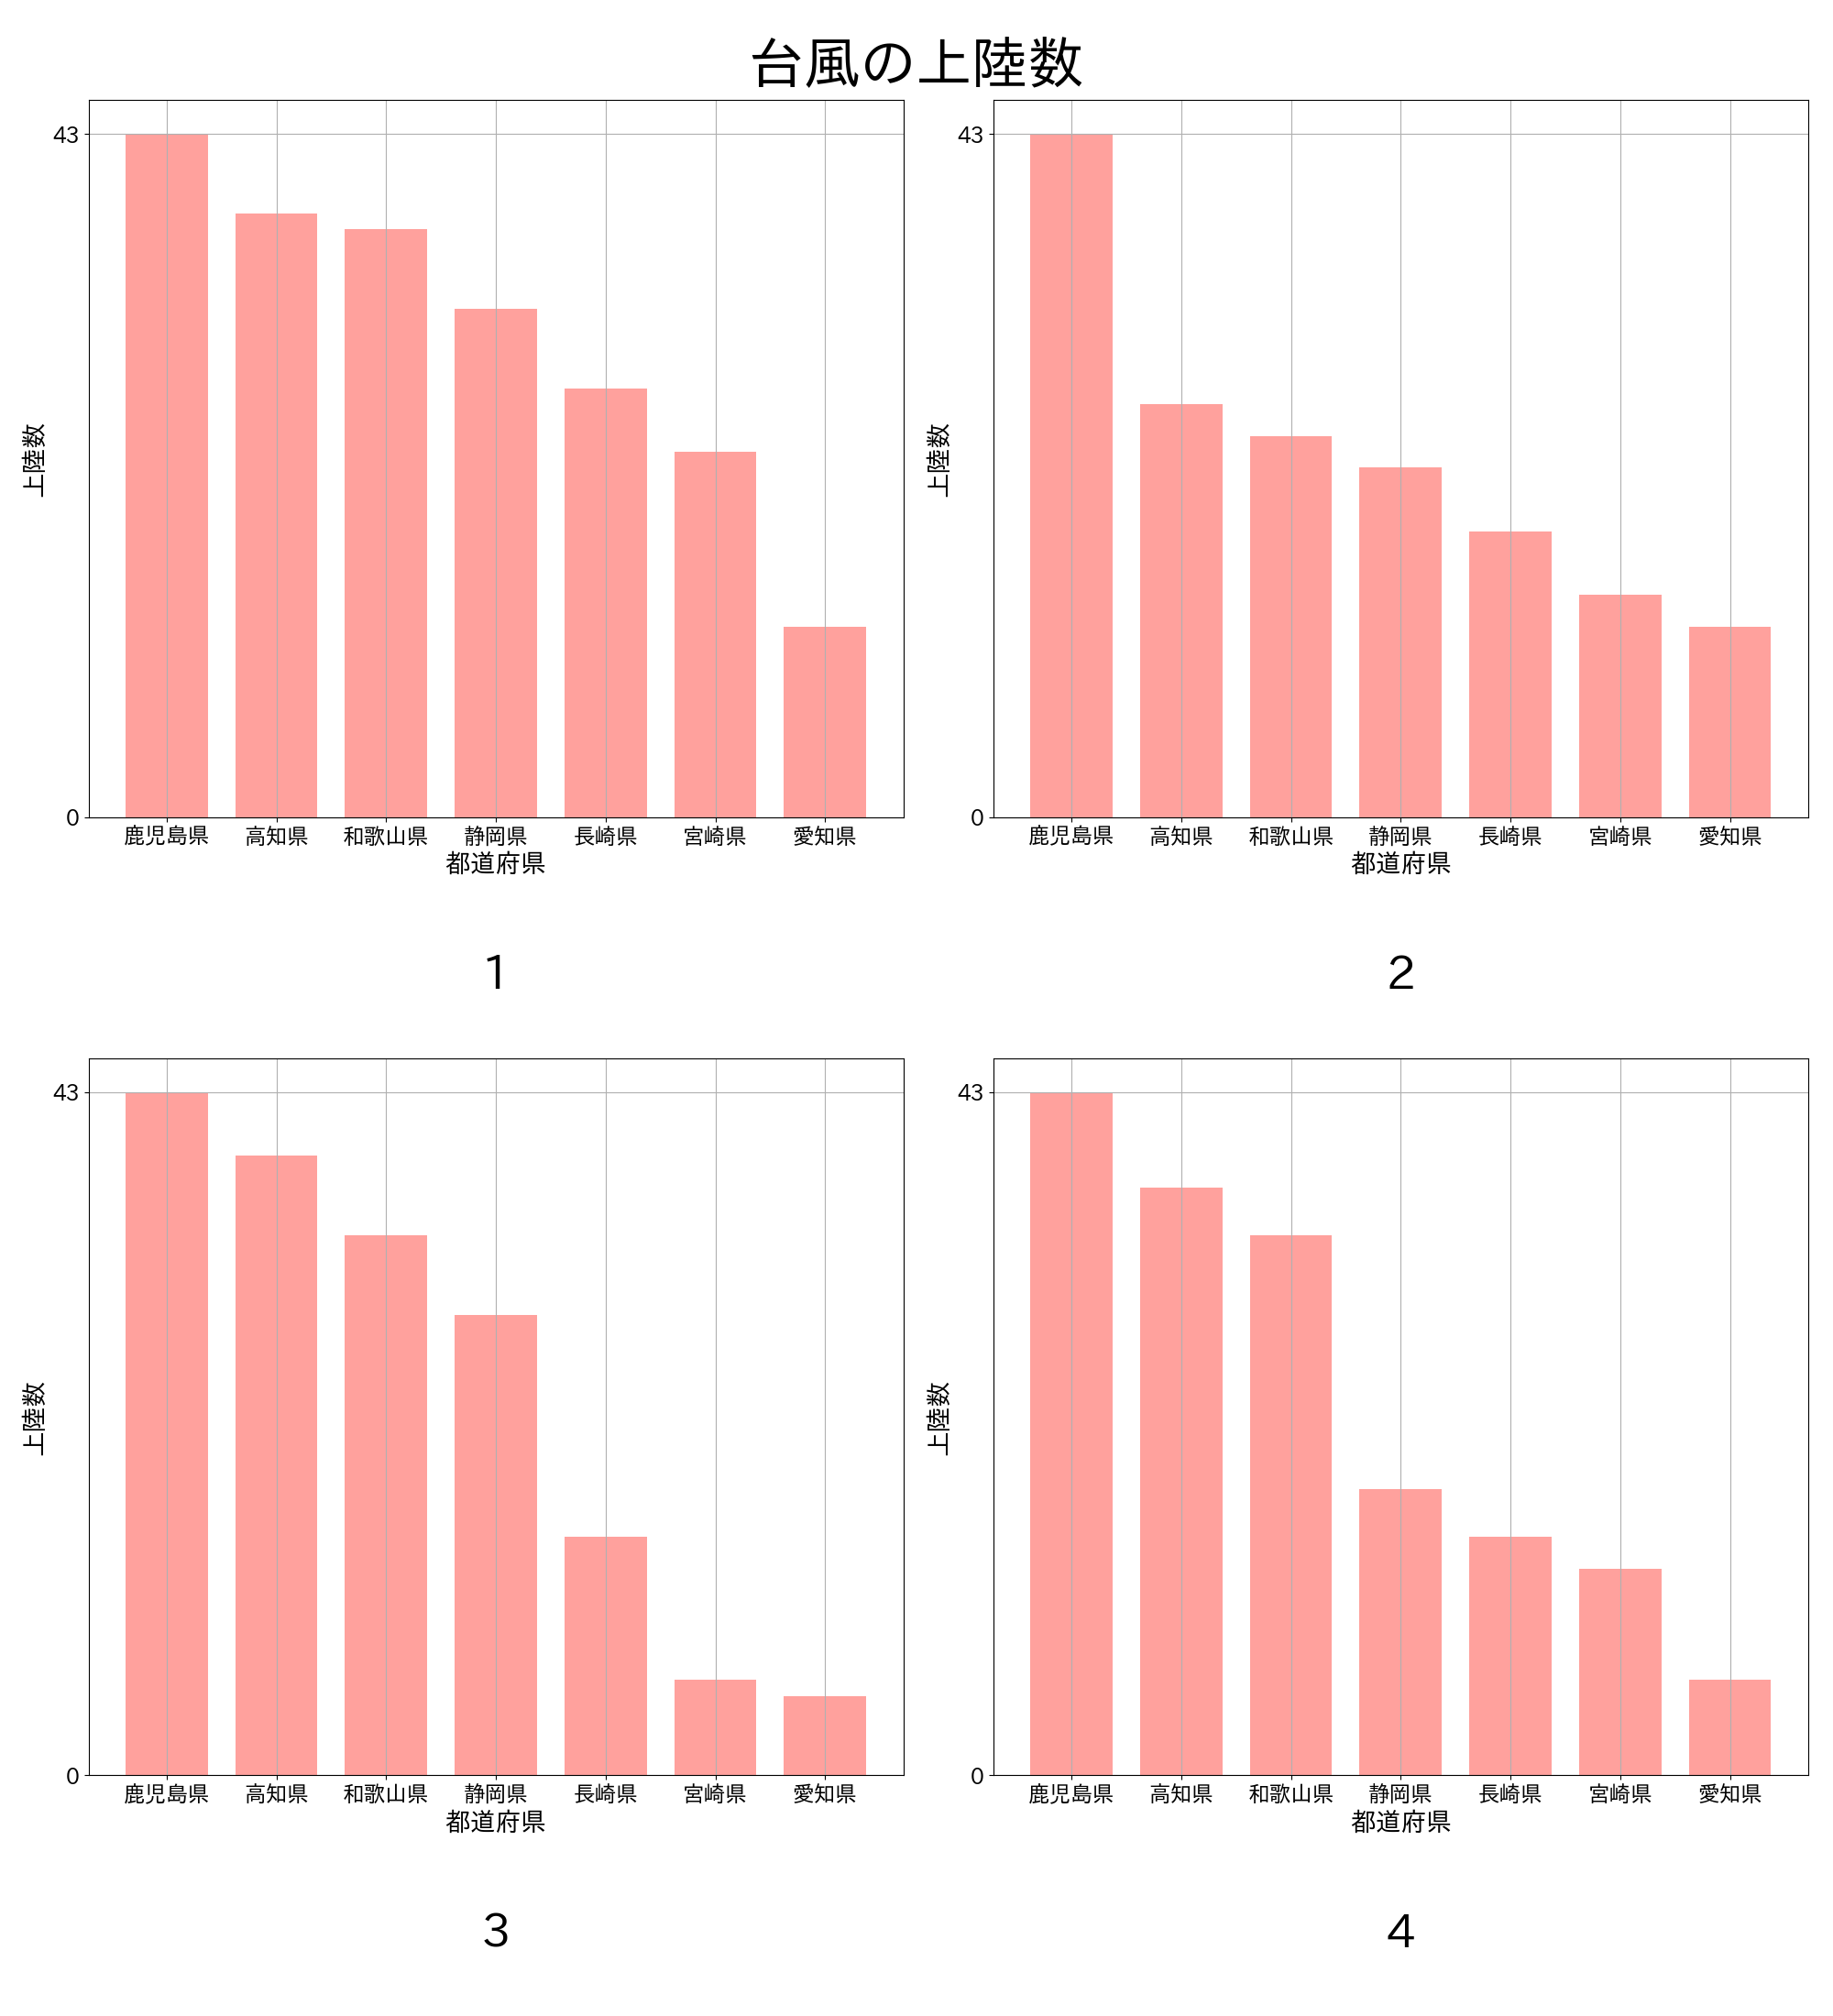 台風の上陸数
43
0
上陸数
鹿児島県 高知県 和歌山県 静岡県 長崎県 宮崎県 愛知県
都道府県
1
43
0
上陸数
鹿児島県 高知県 和歌山県 静岡県 長崎県 宮崎県 愛知県
都道府県
2
43
0
上陸数
鹿児島県 高知県 和歌山県 静岡県 長崎県 宮崎県 愛知県
都道府県
3
43
0
上陸数
鹿児島県 高知県 和歌山県 静岡県 長崎県 宮崎県 愛知県
都道府県
4